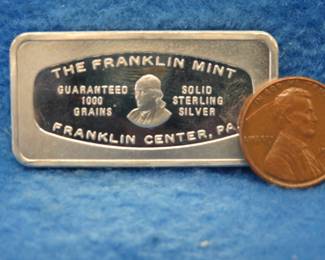 THE FRANKLIN MINT
GUARANTEED SOLID
1000 STERLING
GRAINS SILVER
FRANKLIN CENTER, PA.